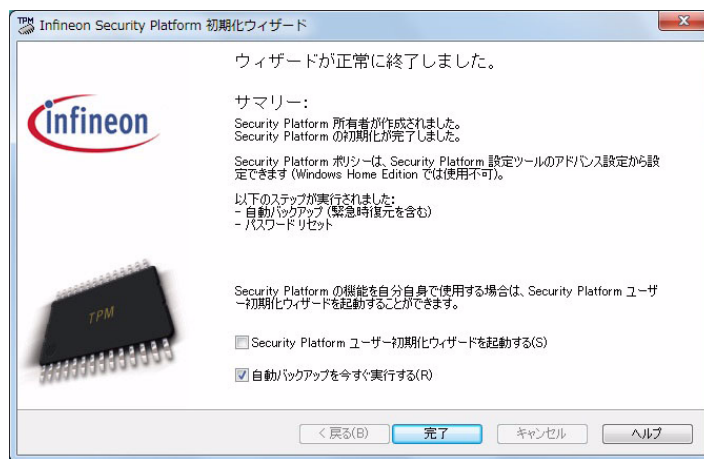 TPM Infineon Security Platform 初期化ウィザード
ウィザードが正常に終了しました。
infineon
サマリー:
Security Platform 所有者が作成されました。
Security Platform の初期化が完了しました。
Security Platform ポリシーは、Security Platform 設定ツールのアドバンス設定から設
定できます (Windows Home Edition では使用不可)。
以下のステップが実行されました:
- 自動バックアップ (緊急時復元を含む)
- パスワード リセット
TPM
Security Platform の機能を自分自身で使用する場合は、Security Platform ユーザ
ー初期化ウィザードを起動することができます。
Security Platform ユーザー初期化ウィザードを起動する(S)
自動バックアップを今すぐ実行する(R)
< 戻る(B) 完了 キャンセル ヘルプ